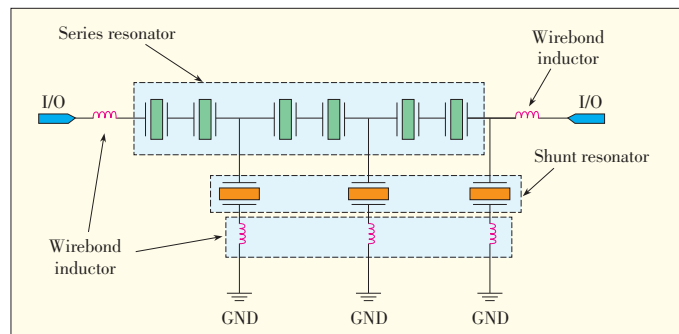 Series resonator
Wirebond
inductor
I/O
I/O
Shunt resonator
Wirebond
inductor
GND
GND
GND